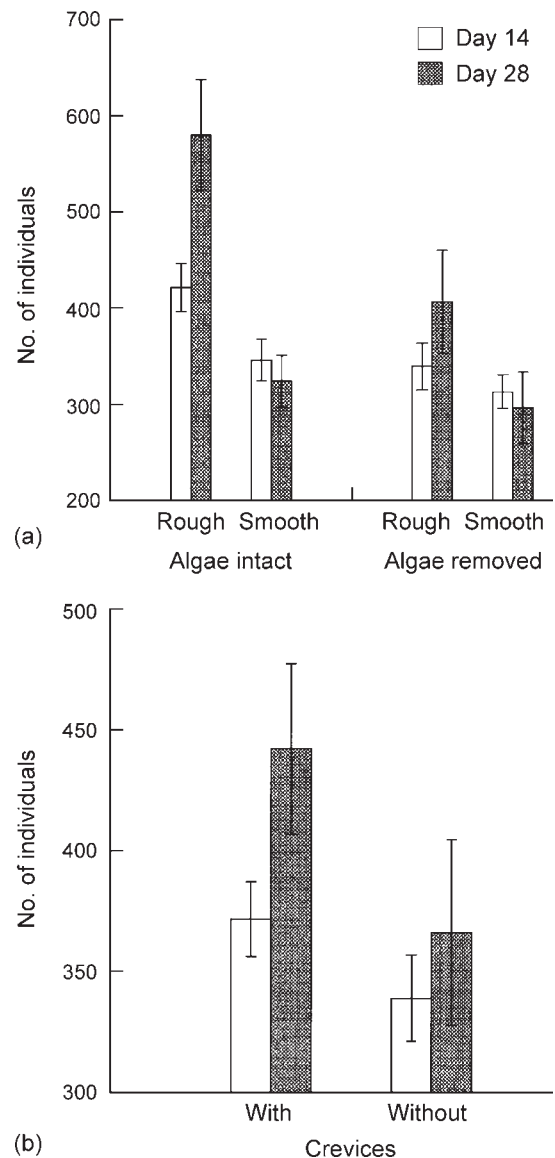 700
Day 14
Day 28
600
500
400
300
200
No. of individuals
Rough Smooth Rough Smooth
(a)
Algae intact Algae removed
500
450
400
350
300
No. of individuals
With Without
(b)
Crevices